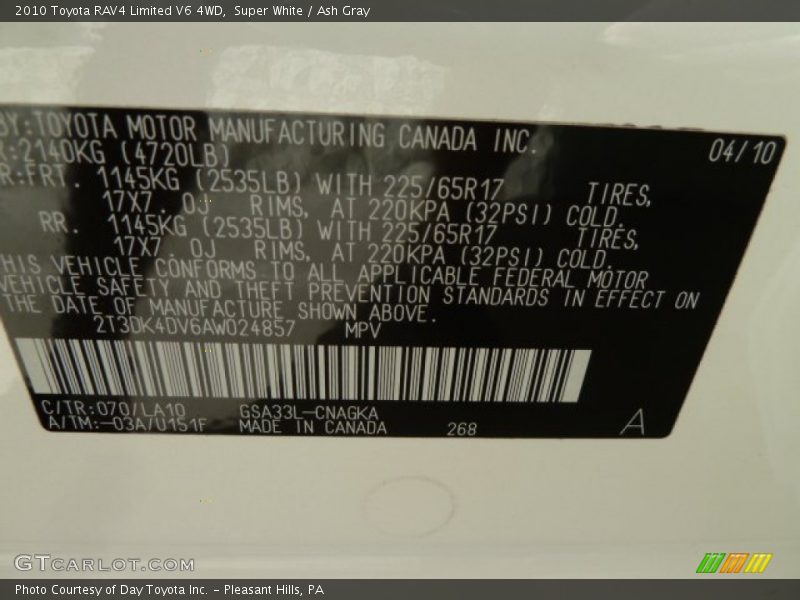 2010 Toyota RAV4 Limited V6 4WD, Super White / Ash Gray
BY:TOYOTA MOTOR MANUFACTURING CANADA INC. 04/10
R:2140KG (4720LB)
R:FRT. 1145KG (2535LB) WITH 225/65R17 TIRES,
17X7.0J RIMS, AT 220KPA (32PSI) COLD.
RR. 1145KG (2535LB) WITH 225/65R17 TIRES,
17X7.0J RIMS, AT 220KPA (32PSI) COLD.
HIS VEHICLE CONFORMS TO ALL APPLICABLE FEDERAL MOTOR
VEHICLE SAFETY AND THEFT PREVENTION STANDARDS IN EFFECT ON
THE DATE OF MANUFACTURE SHOWN ABOVE.
2T3DK4DV6AW024857 MPV
C/TR:070/LA10 GSA33L-CNAGKA
A/TM:-03A/U151F MADE IN CANADA 268 A
GTCARLOT.COM
Photo Courtesy of Day Toyota Inc. - Pleasant Hills, PA